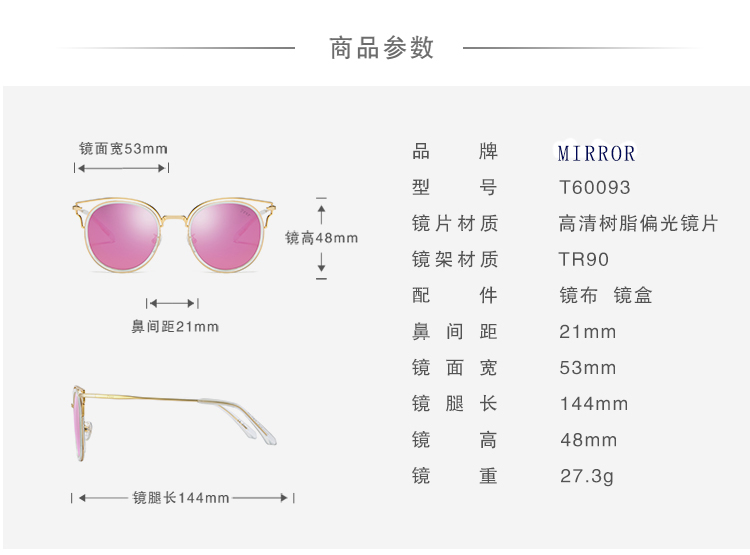 商品参数
镜面宽53mm
镜高48mm
鼻间距21mm
镜腿长144mm
品牌 MIRROR
型号 T60093
镜片材质 高清树脂偏光镜片
镜架材质 TR90
配件 镜布 镜盒
鼻间距 21mm
镜面宽 53mm
镜腿长 144mm
镜高 48mm
镜重 27.3g